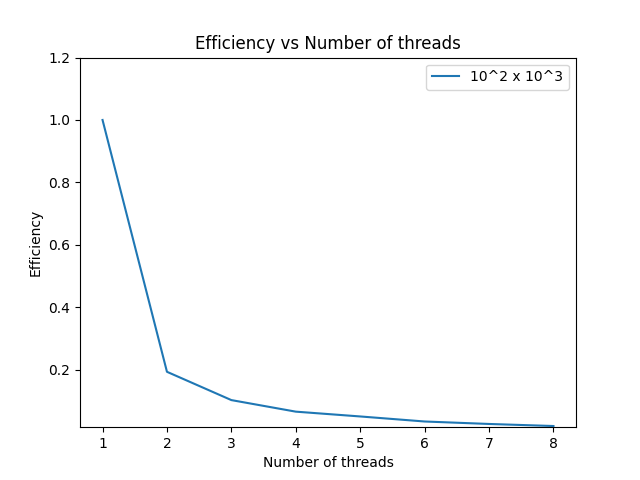 Efficiency vs Number of threads
10^2 x 10^3
1.2
1.0
0.8
0.6
0.4
0.2
Efficiency
1 2 3 4 5 6 7 8
Number of threads